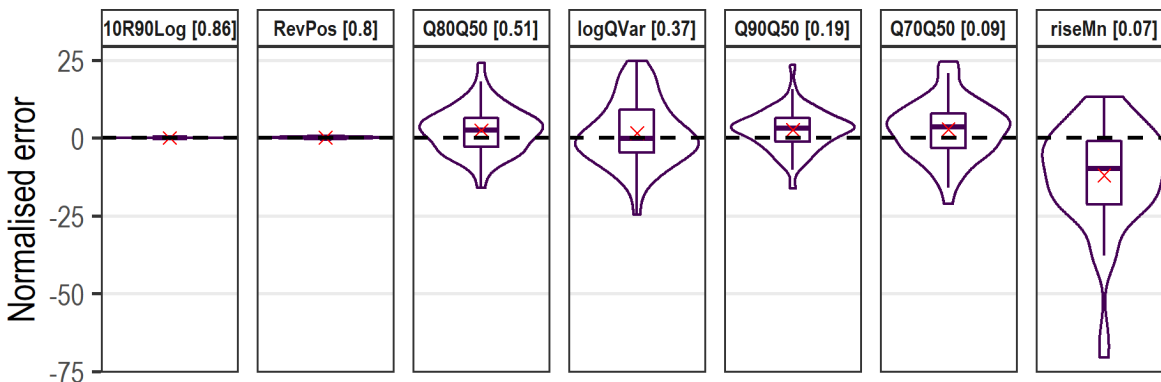 10R90Log [0.86]
RevPos [0.8]
Q80Q50 [0.51]
logQVar [0.37]
Q90Q50 [0.19]
Q70Q50 [0.09]
riseMn [0.07]
Normalised error
25
0
-25
-50
-75